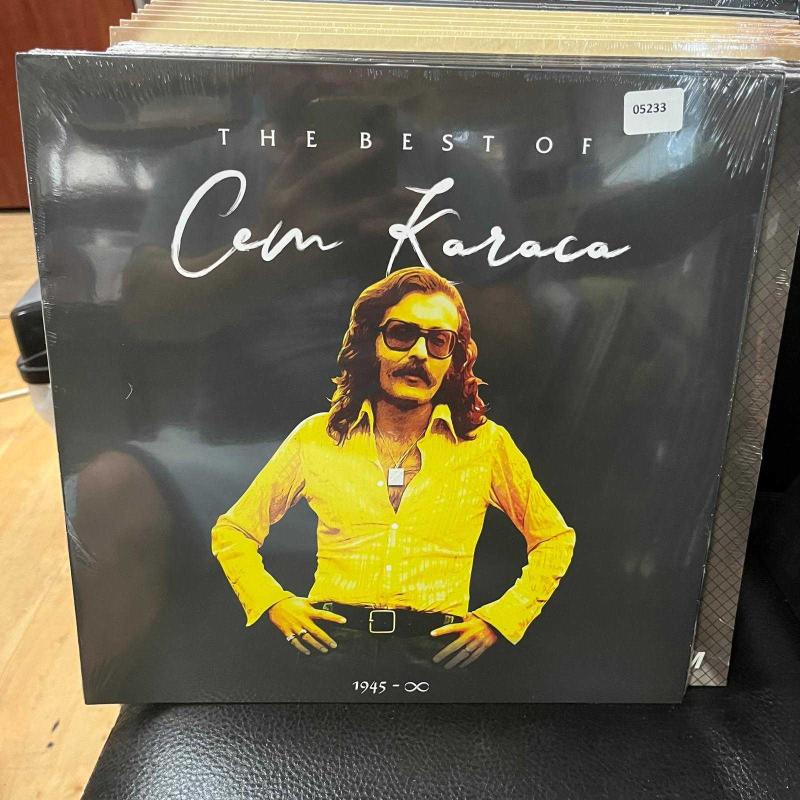 05233
THE BEST OF
Cem Karaca
1945 - ∞